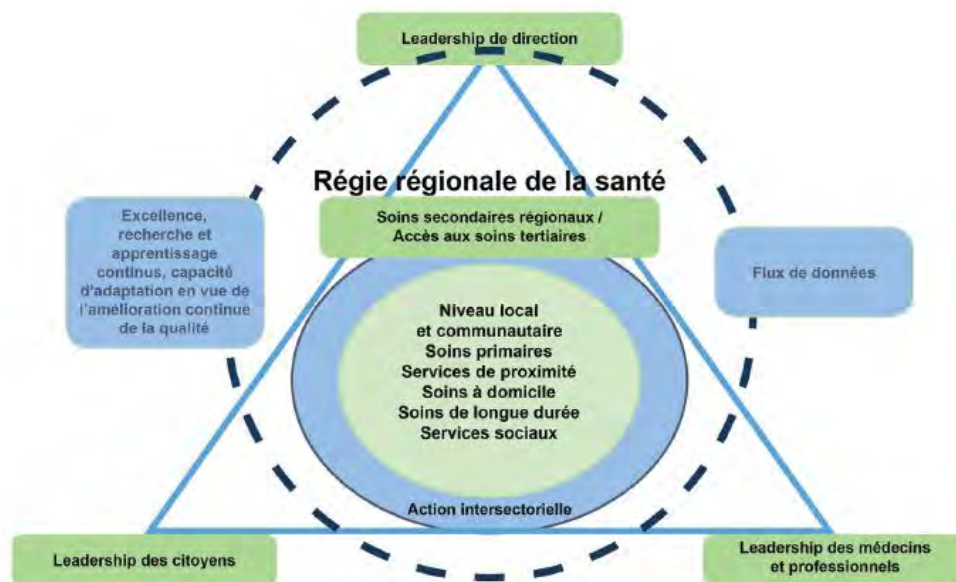 Leadership de direction
Régie régionale de la santé
Soins secondaires régionaux /
Accès aux soins tertiaires
Excellence,
recherche et
apprentissage
continus, capacité
d'adaptation en vue de
l'amélioration continue
de la qualité
Flux de données
Niveau local
et communautaire
Soins primaires
Services de proximité
Soins à domicile
Soins de longue durée
Services sociaux
Action intersectorielle
Leadership des citoyens
Leadership des médecins
et professionnels